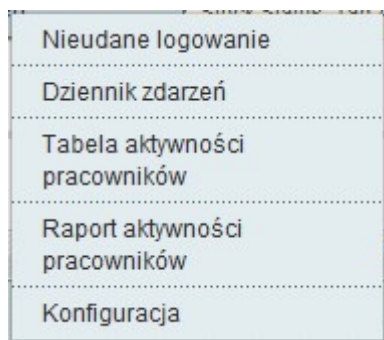 Nieudane logowanie
Dziennik zdarzeń
Tabela aktywności
pracowników
Raport aktywności
pracowników
Konfiguracja